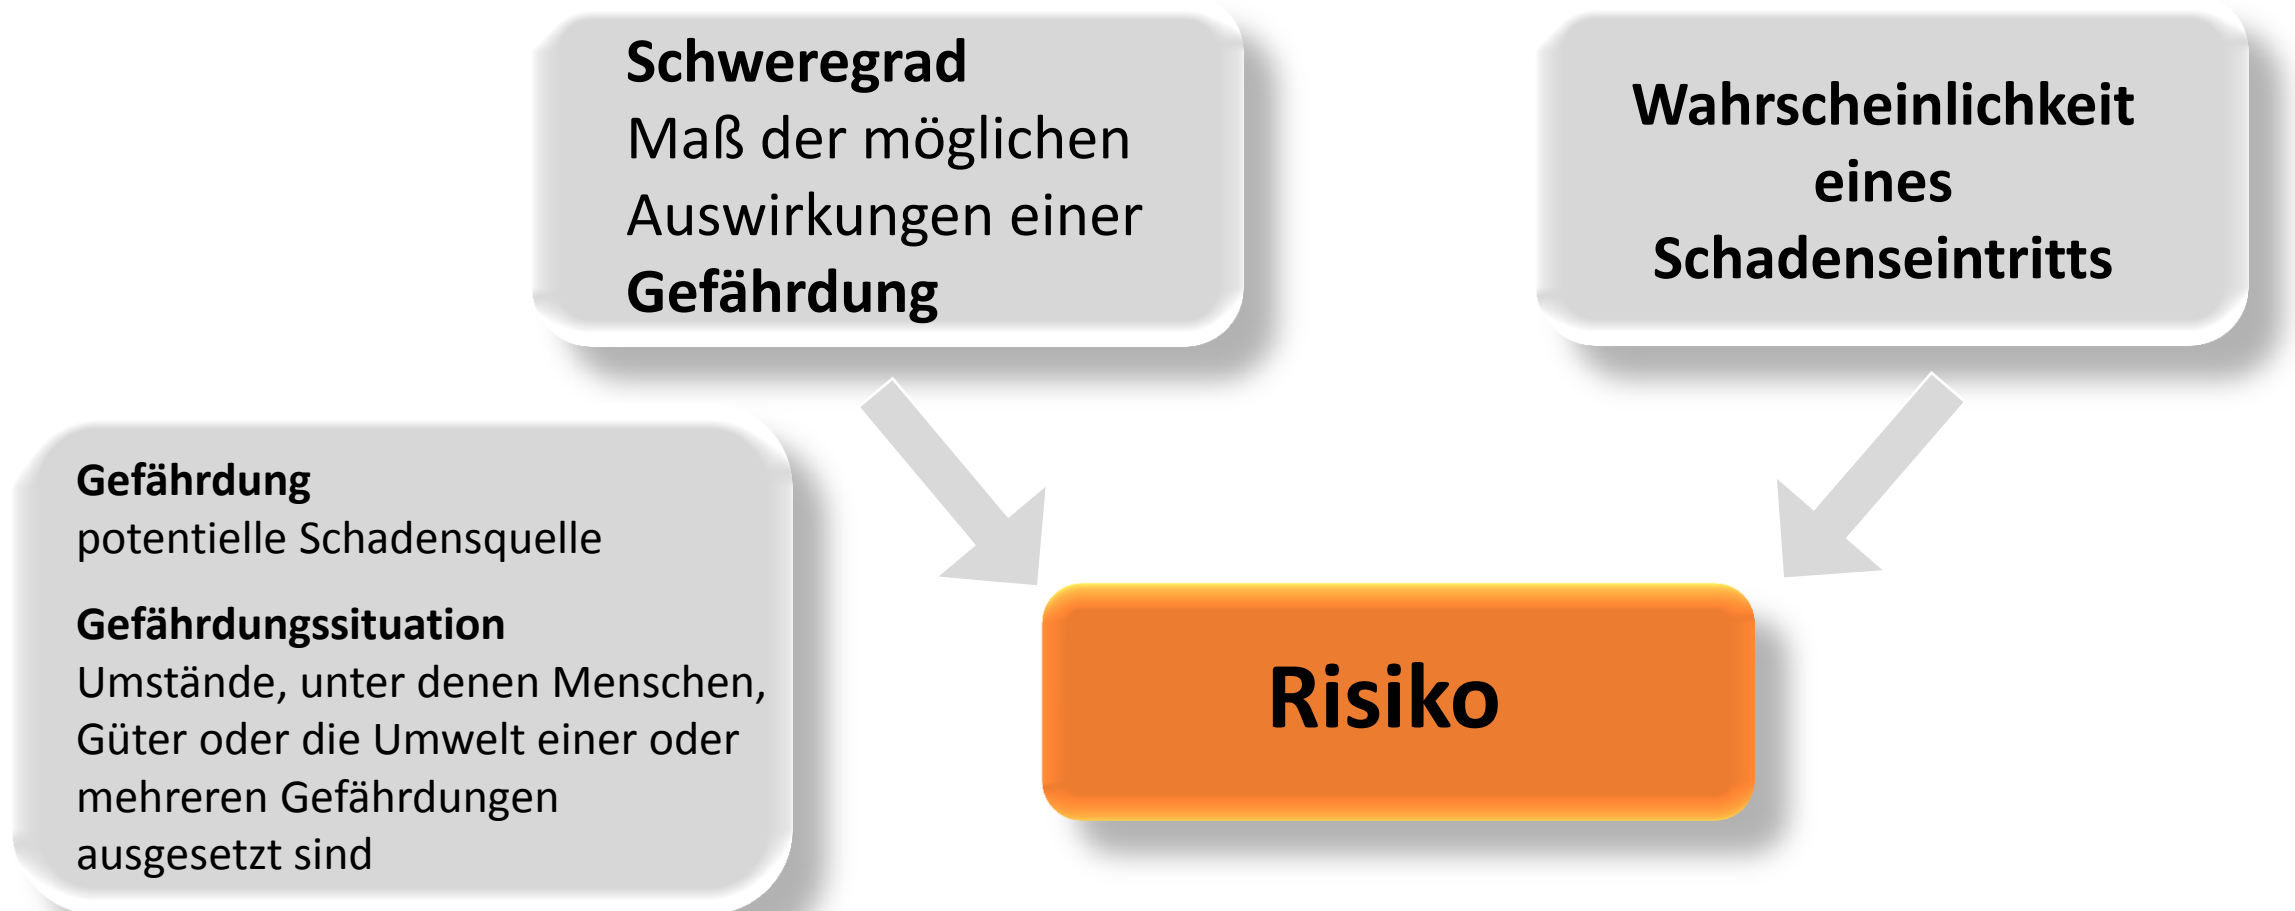 Schweregrad
Maß der möglichen
Auswirkungen einer
Gefährdung
Wahrscheinlichkeit
eines
Schadenseintritts
Gefährdung
potentielle Schadensquelle
Gefährdungssituation
Umstände, unter denen Menschen,
Güter oder die Umwelt einer oder
mehreren Gefährdungen
ausgesetzt sind
Risiko